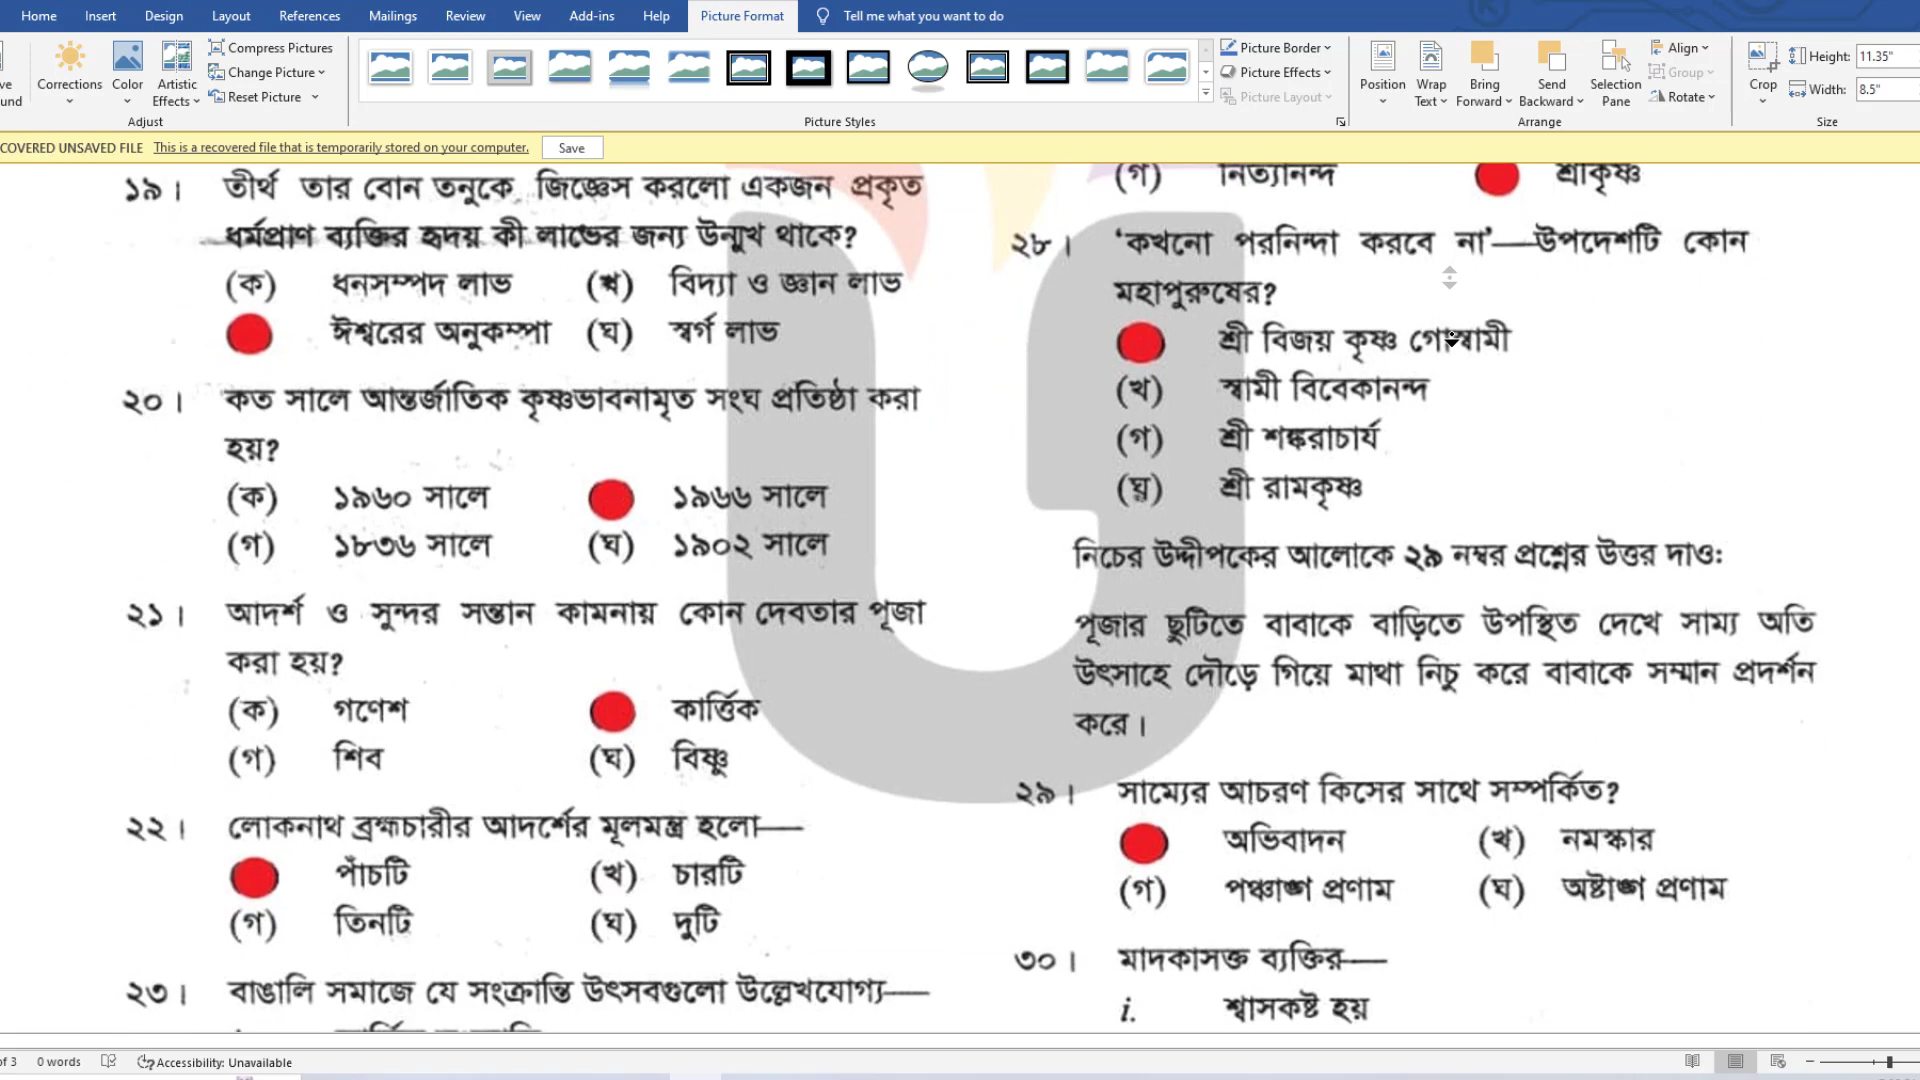 Home Insert Design Layout References Mailings Review View Add-ins Help Picture Format Tell me what you want to do
Corrections
Color
Artistic
Effects
Compress Pictures
Change Picture
Reset Picture
Adjust
Picture Styles
Picture Border
Picture Effects
Picture Layout
Position
Wrap
Text
Bring
Forward
Send
Backward
Selection
Pane
Align
Group
Rotate
Arrange
Crop
Height: 11.35"
Width: 8.5"
Size
COVERED UNSAVED FILE This is a recovered file that is temporarily stored on your computer. Save
১৯। তীর্থ তার বোন তনুকে জিজ্ঞেস করলো একজন প্রকৃত
ধর্মপ্রাণ ব্যক্তির হৃদয় কী লাভের জন্য উন্মুখ থাকে?
(ক) ধনসম্পদ লাভ (খ) বিদ্যা ও জ্ঞান লাভ
ঈশ্বরের অনুকম্পা (ঘ) স্বর্গ লাভ
২০। কত সালে আন্তর্জাতিক কৃষ্ণভাবনামৃত সংঘ প্রতিষ্ঠা করা
হয়?
(ক) ১৯৬০ সালে ১৯৬৬ সালে
(গ) ১৮৩৬ সালে (ঘ) ১৯০২ সালে
২১। আদর্শ ও সুন্দর সন্তান কামনায় কোন দেবতার পূজা
করা হয়?
(ক) গণেশ কার্ত্তিক
(গ) শিব (ঘ) বিষ্ণু
২২। লোকনাথ ব্রহ্মচারীর আদর্শের মূলমন্ত্র হলো—
পাঁচটি (খ) চারটি
(গ) তিনটি (ঘ) দুটি
২৩। বাঙালি সমাজে যে সংক্রান্তি উৎসবগুলো উল্লেখযোগ্য—
(গ) নিত্যানন্দ শ্রীকৃষ্ণ
২৮। ‘কখনো পরনিন্দা করবে না’—উপদেশটি কোন
মহাপুরুষের?
শ্রী বিজয় কৃষ্ণ গোস্বামী
(খ) স্বামী বিবেকানন্দ
(গ) শ্রী শঙ্করাচার্য
(ঘ) শ্রী রামকৃষ্ণ
নিচের উদ্দীপকের আলোকে ২৯ নম্বর প্রশ্নের উত্তর দাও:
পূজার ছুটিতে বাবাকে বাড়িতে উপস্থিত দেখে সাম্য অতি
উৎসাহে দৌড়ে গিয়ে মাথা নিচু করে বাবাকে সম্মান প্রদর্শন
করে।
২৯। সাম্যের আচরণ কিসের সাথে সম্পর্কিত?
অভিবাদন (খ) নমস্কার
(গ) পঞ্চাঙ্গ প্রণাম (ঘ) অষ্টাঙ্গ প্রণাম
৩০। মাদকাসক্ত ব্যক্তির—
i. শ্বাসকষ্ট হয়
of 3 0 words Accessibility: Unavailable